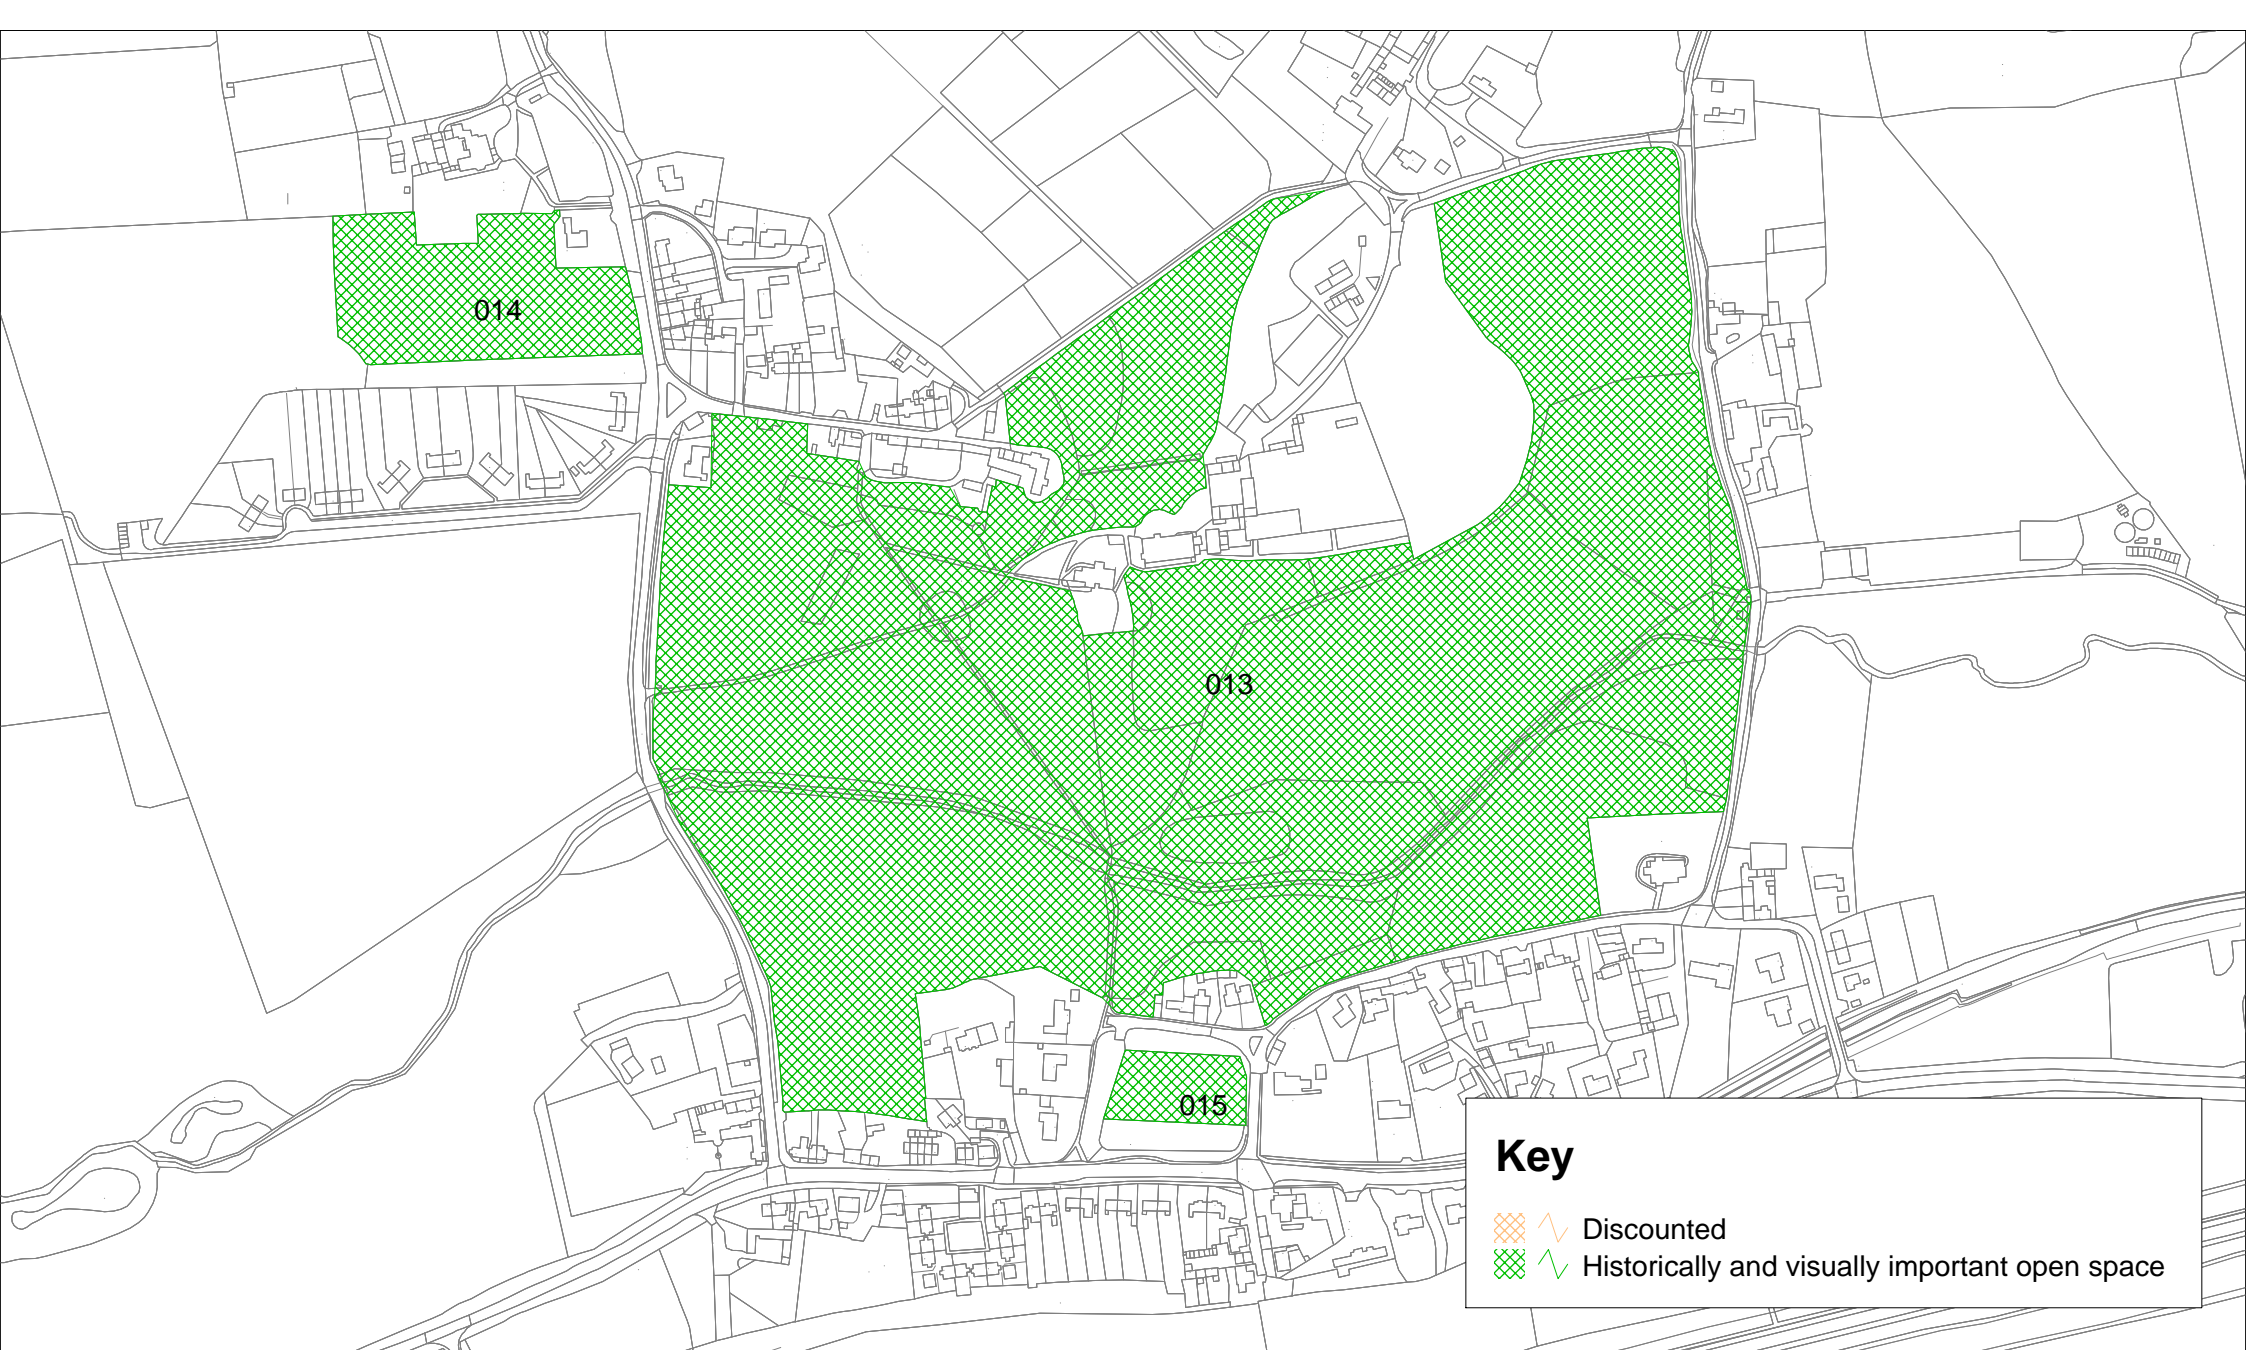 014
013
015
Key
Discounted
Historically and visually important open space